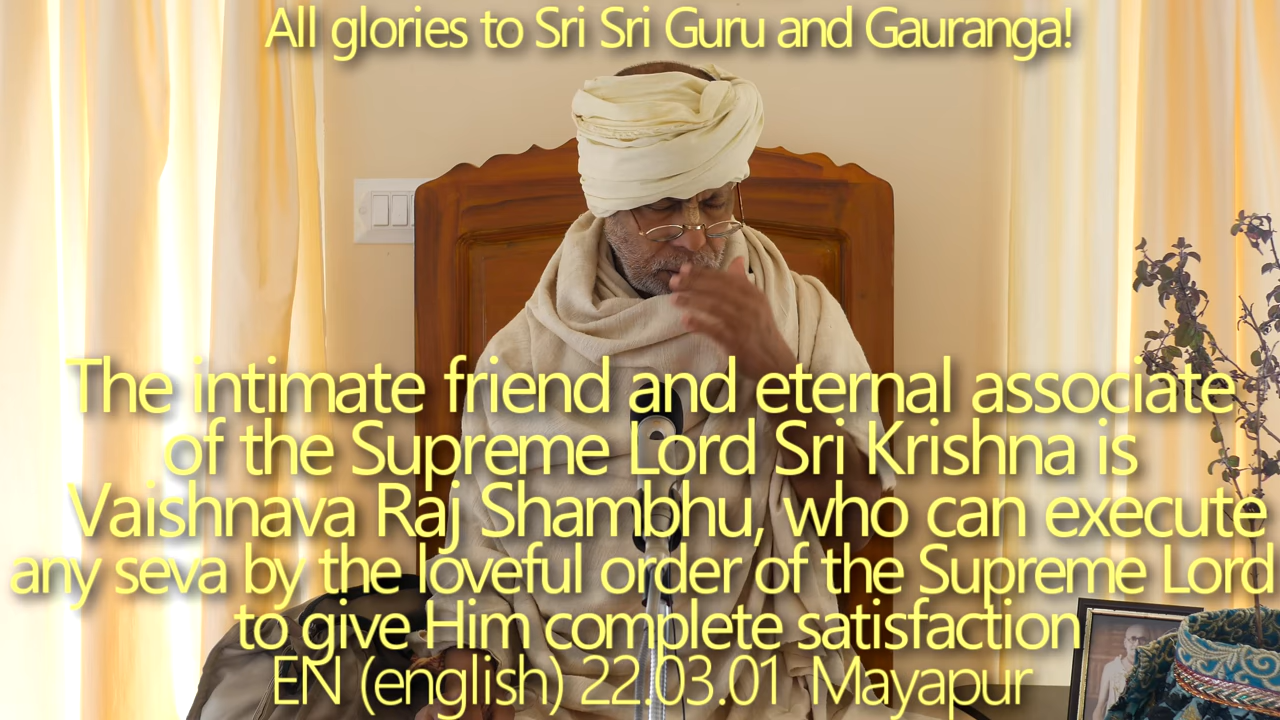 All glories to Sri Sri Guru and Gauranga!
The intimate friend and eternal associate
of the Supreme Lord Sri Krishna is
Vaishnava Raj Shambhu, who can execute
any seva by the loveful order of the Supreme Lord
to give Him complete satisfaction
EN (english) 22.03.01 Mayapur